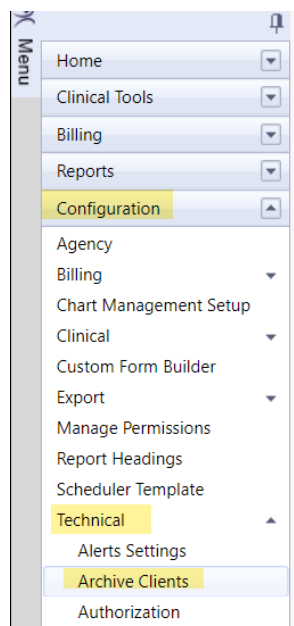 Menu
Home
Clinical Tools
Billing
Reports
Configuration
Agency
Billing
Chart Management Setup
Clinical
Custom Form Builder
Export
Manage Permissions
Report Headings
Scheduler Template
Technical
Alerts Settings
Archive Clients
Authorization